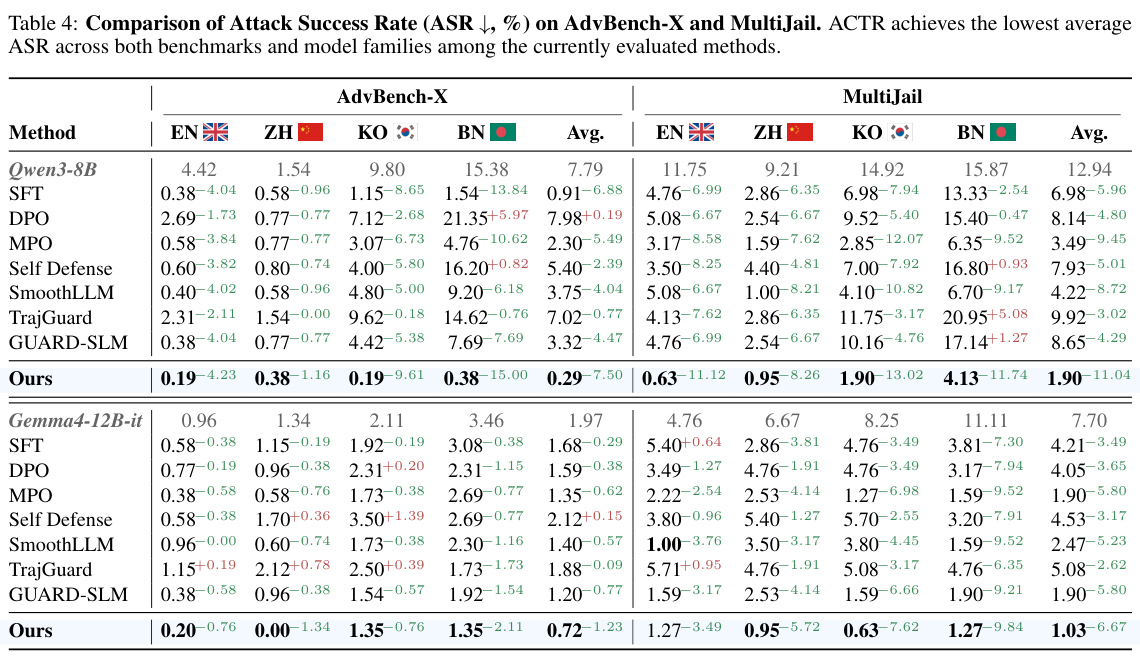 Table 4: Comparison of Attack Success Rate (ASR ↓, %) on AdvBench-X and MultiJail. ACTR achieves the lowest average
ASR across both benchmarks and model families among the currently evaluated methods.
AdvBench-X MultiJail
Method EN ZH KO BN Avg. EN ZH KO BN Avg.
Qwen3-8B 4.42 1.54 9.80 15.38 7.79 11.75 9.21 14.92 15.87 12.94
SFT 0.38−4.04 0.58−0.96 1.15−8.65 1.54−13.84 0.91−6.88 4.76−6.99 2.86−6.35 6.98−7.94 13.33−2.54 6.98−5.96
DPO 2.69−1.73 0.77−0.77 7.12−2.68 21.35+5.97 7.98+0.19 5.08−6.67 2.54−6.67 9.52−5.40 15.40−0.47 8.14−4.80
MPO 0.58−3.84 0.77−0.77 3.07−6.73 4.76−10.62 2.30−5.49 3.17−8.58 1.59−7.62 2.85−12.07 6.35−9.52 3.49−9.45
Self Defense 0.60−3.82 0.80−0.74 4.00−5.80 16.20+0.82 5.40−2.39 3.50−8.25 4.40−4.81 7.00−7.92 16.80+0.93 7.93−5.01
SmoothLLM 0.40−4.02 0.58−0.96 4.80−5.00 9.20−6.18 3.75−4.04 5.08−6.67 1.00−8.21 4.10−10.82 6.70−9.17 4.22−8.72
TrajGuard 2.31−2.11 1.54−0.00 9.62−0.18 14.62−0.76 7.02−0.77 4.13−7.62 2.86−6.35 11.75−3.17 20.95+5.08 9.92−3.02
GUARD-SLM 0.38−4.04 0.77−0.77 4.42−5.38 7.69−7.69 3.32−4.47 4.76−6.99 2.54−6.67 10.16−4.76 17.14+1.27 8.65−4.29
Ours 0.19−4.23 0.38−1.16 0.19−9.61 0.38−15.00 0.29−7.50 0.63−11.12 0.95−8.26 1.90−13.02 4.13−11.74 1.90−11.04
Gemma4-12B-it 0.96 1.34 2.11 3.46 1.97 4.76 6.67 8.25 11.11 7.70
SFT 0.58−0.38 1.15−0.19 1.92−0.19 3.08−0.38 1.68−0.29 5.40+0.64 2.86−3.81 4.76−3.49 3.81−7.30 4.21−3.49
DPO 0.77−0.19 0.96−0.38 2.31+0.20 2.31−1.15 1.59−0.38 3.49−1.27 4.76−1.91 4.76−3.49 3.17−7.94 4.05−3.65
MPO 0.38−0.58 0.58−0.76 1.73−0.38 2.69−0.77 1.35−0.62 2.22−2.54 2.53−4.14 1.27−6.98 1.59−9.52 1.90−5.80
Self Defense 0.58−0.38 1.70+0.36 3.50+1.39 2.69−0.77 2.12+0.15 3.80−0.96 5.40−1.27 5.70−2.55 3.20−7.91 4.53−3.17
SmoothLLM 0.96−0.00 0.60−0.74 1.73−0.38 2.30−1.16 1.40−0.57 1.00−3.76 3.50−3.17 3.80−4.45 1.59−9.52 2.47−5.23
TrajGuard 1.15+0.19 2.12+0.78 2.50+0.39 1.73−1.73 1.88−0.09 5.71+0.95 4.76−1.91 5.08−3.17 4.76−6.35 5.08−2.62
GUARD-SLM 0.38−0.58 0.96−0.38 1.54−0.57 1.92−1.54 1.20−0.77 1.59−3.17 2.53−4.14 1.59−6.66 1.90−9.21 1.90−5.80
Ours 0.20−0.76 0.00−1.34 1.35−0.76 1.35−2.11 0.72−1.23 1.27−3.49 0.95−5.72 0.63−7.62 1.27−9.84 1.03−6.67